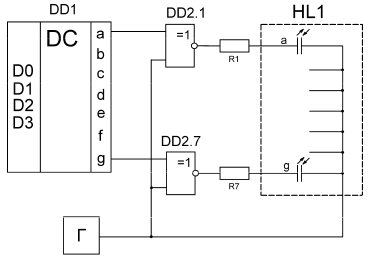 DD1
DD2.1
HL1
DC
a
b
c
d
e
f
g
D0
D1
D2
D3
=1
R1
a
DD2.7
=1
R7
g
Г